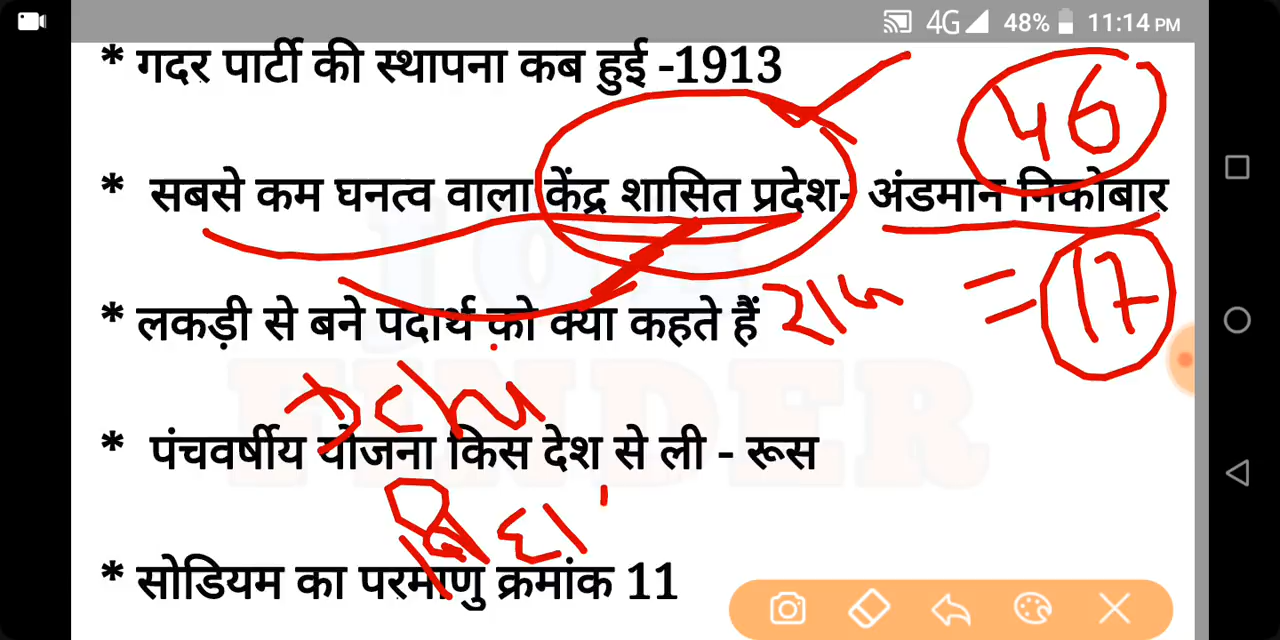 4G 48% 11:14 PM
* गदर पार्टी की स्थापना कब हुई -1913
46
* सबसे कम घनत्व वाला केंद्र शासित प्रदेश- अंडमान निकोबार
= 17
* लकड़ी से बने पदार्थ को क्या कहते हैं
FINDER
* पंचवर्षीय योजना किस देश से ली - रूस
* सोडियम का परमाणु क्रमांक 11